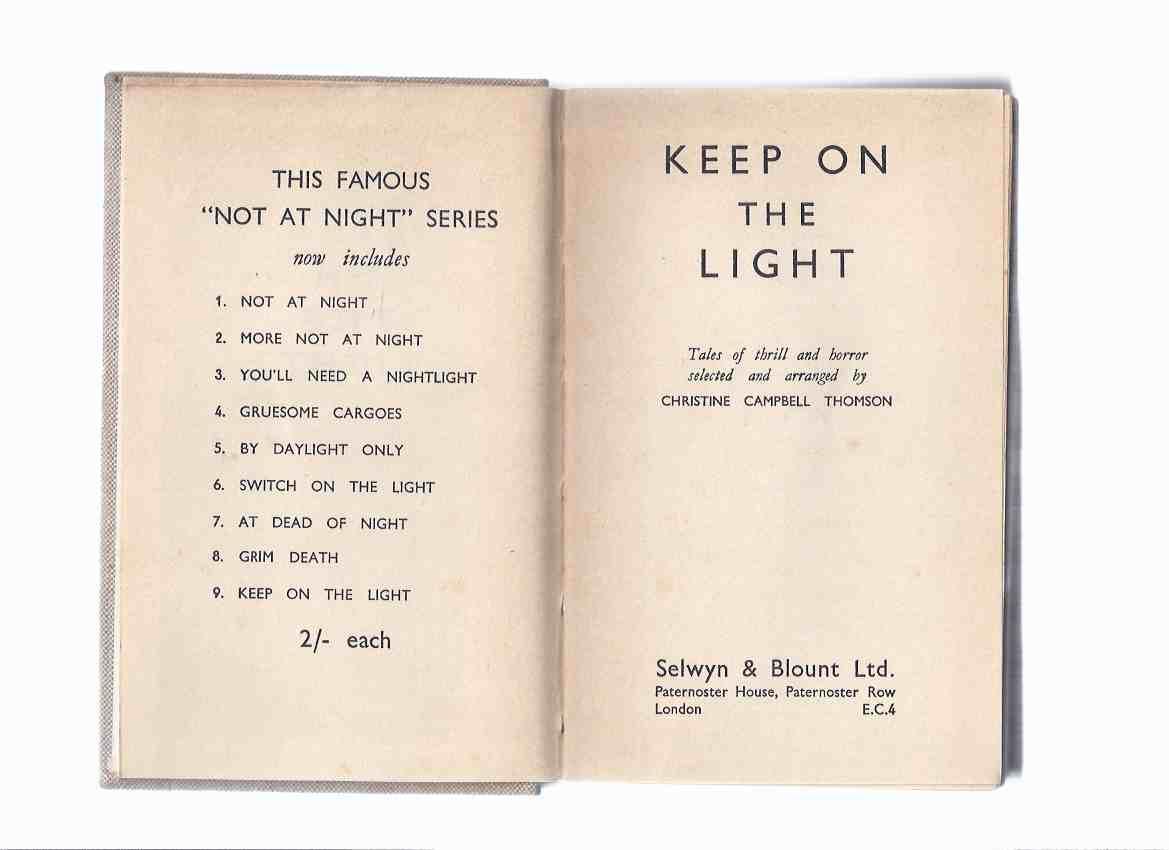 THIS FAMOUS
“NOT AT NIGHT” SERIES
now includes
1. NOT AT NIGHT
2. MORE NOT AT NIGHT
3. YOU'LL NEED A NIGHTLIGHT
4. GRUESOME CARGOES
5. BY DAYLIGHT ONLY
6. SWITCH ON THE LIGHT
7. AT DEAD OF NIGHT
8. GRIM DEATH
9. KEEP ON THE LIGHT
2/- each
KEEP ON
THE
LIGHT
Tales of thrill and horror
selected and arranged by
CHRISTINE CAMPBELL THOMSON
Selwyn & Blount Ltd.
Paternoster House, Paternoster Row
London E.C.4